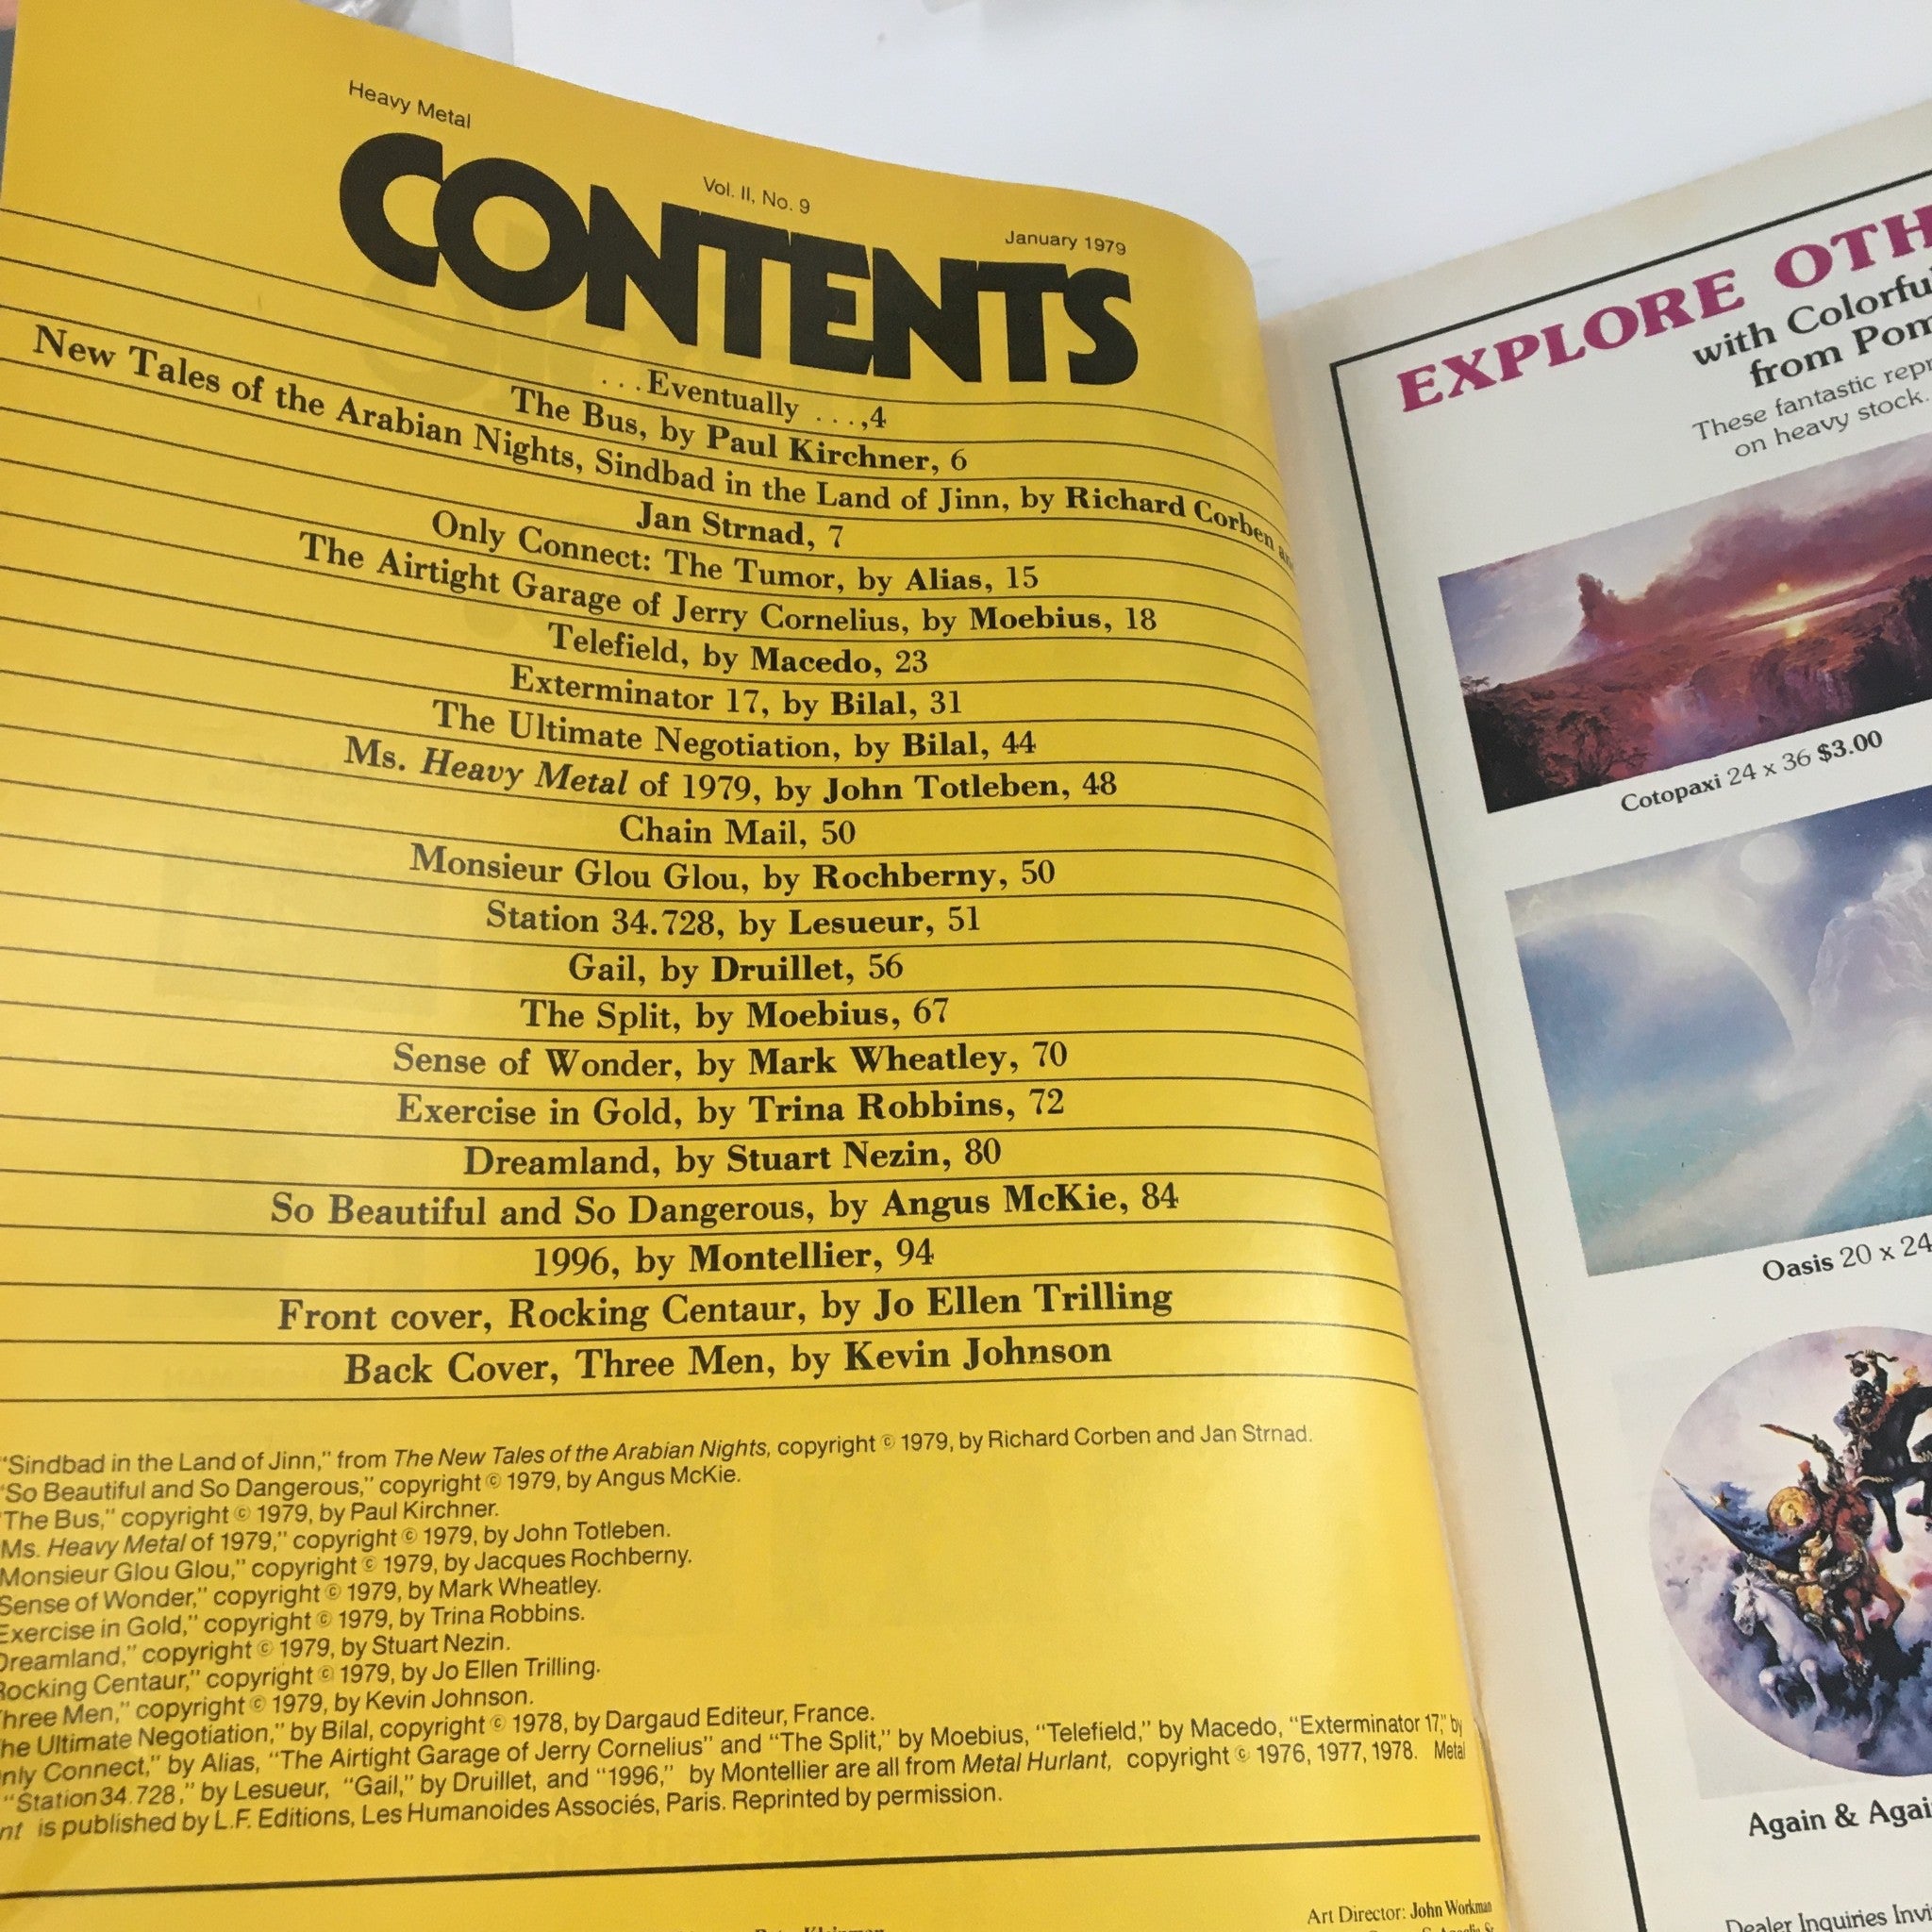 Heavy Metal
Vol. II, No. 9
January 1979
CONTENTS
...Eventually ...,4
The Bus, by Paul Kirchner, 6
New Tales of the Arabian Nights, Sindbad in the Land of Jinn, by Richard Corben
Jan Strnad, 7
Only Connect: The Tumor, by Alias, 15
The Airtight Garage of Jerry Cornelius, by Moebius, 18
Telefield, by Macedo, 23
Exterminator 17, by Bilal, 31
The Ultimate Negotiation, by Bilal, 44
Ms. Heavy Metal of 1979, by John Totleben, 48
Chain Mail, 50
Monsieur Glou Glou, by Rochberny, 50
Station 34.728, by Lesueur, 51
Gail, by Druillet, 56
The Split, by Moebius, 67
Sense of Wonder, by Mark Wheatley, 70
Exercise in Gold, by Trina Robbins, 72
Dreamland, by Stuart Nezin, 80
So Beautiful and So Dangerous, by Angus McKie, 84
1996, by Montellier, 94
Front cover, Rocking Centaur, by Jo Ellen Trilling
Back Cover, Three Men, by Kevin Johnson
"Sindbad in the Land of Jinn," from The New Tales of the Arabian Nights, copyright © 1979, by Richard Corben and Jan Strnad.
"So Beautiful and So Dangerous," copyright © 1979, by Angus McKie.
"The Bus," copyright © 1979, by Paul Kirchner.
Ms. Heavy Metal of 1979," copyright © 1979, by John Totleben.
Monsieur Glou Glou," copyright © 1979, by Jacques Rochberny.
Sense of Wonder," copyright © 1979, by Mark Wheatley.
Exercise in Gold," copyright © 1979, by Trina Robbins.
Dreamland," copyright © 1979, by Stuart Nezin.
Rocking Centaur," copyright © 1979, by Jo Ellen Trilling.
hree Men," copyright © 1979, by Kevin Johnson.
he Ultimate Negotiation," by Bilal, copyright © 1978, by Dargaud Editeur, France.
nly Connect," by Alias, "The Airtight Garage of Jerry Cornelius" and "The Split," by Moebius, "Telefield," by Macedo, "Exterminator 17," by
"Station 34.728," by Lesueur, "Gail," by Druillet, and "1996," by Montellier are all from Metal Hurlant, copyright © 1976, 1977, 1978. Metal
nt is published by L.F. Editions, Les Humanoides Associés, Paris. Reprinted by permission.
Art Director: John Workman
EXPLORE OTH
with Colorfu
from Pom
These fantastic repr
on heavy stock.
Cotopaxi 24 x 36 $3.00
Oasis 20 x 24
Again & Agai
Dealer Inquiries Invi